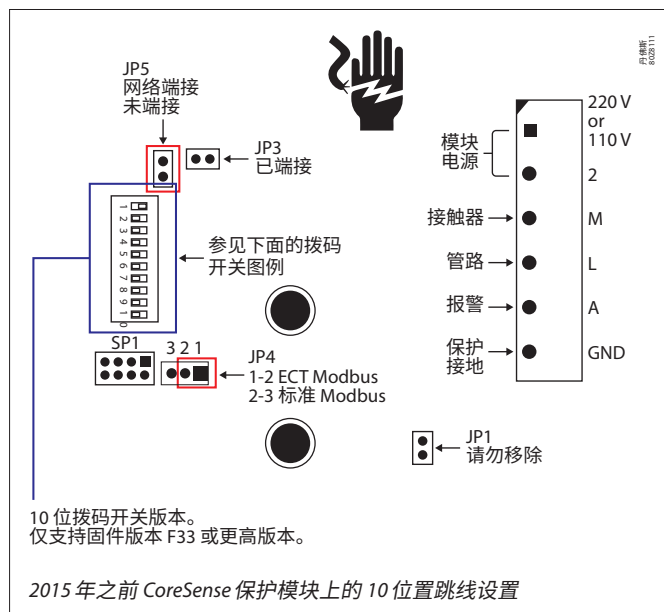 丹佛斯
80Z8111
JP5
网络端接
未端接
JP3
已端接
220 V
or
110 V
模块
电源
2
接触器
M
管路
L
报警
A
保护
接地
GND
1
2
3
4
5
6
7
8
9
10
参见下面的拨码
开关图例
SP1
3 2 1
JP4
1-2 ECT Modbus
2-3 标准 Modbus
JP1
请勿移除
10 位拨码开关版本。
仅支持固件版本 F33 或更高版本。
2015 年之前 CoreSense 保护模块上的 10 位置跳线设置